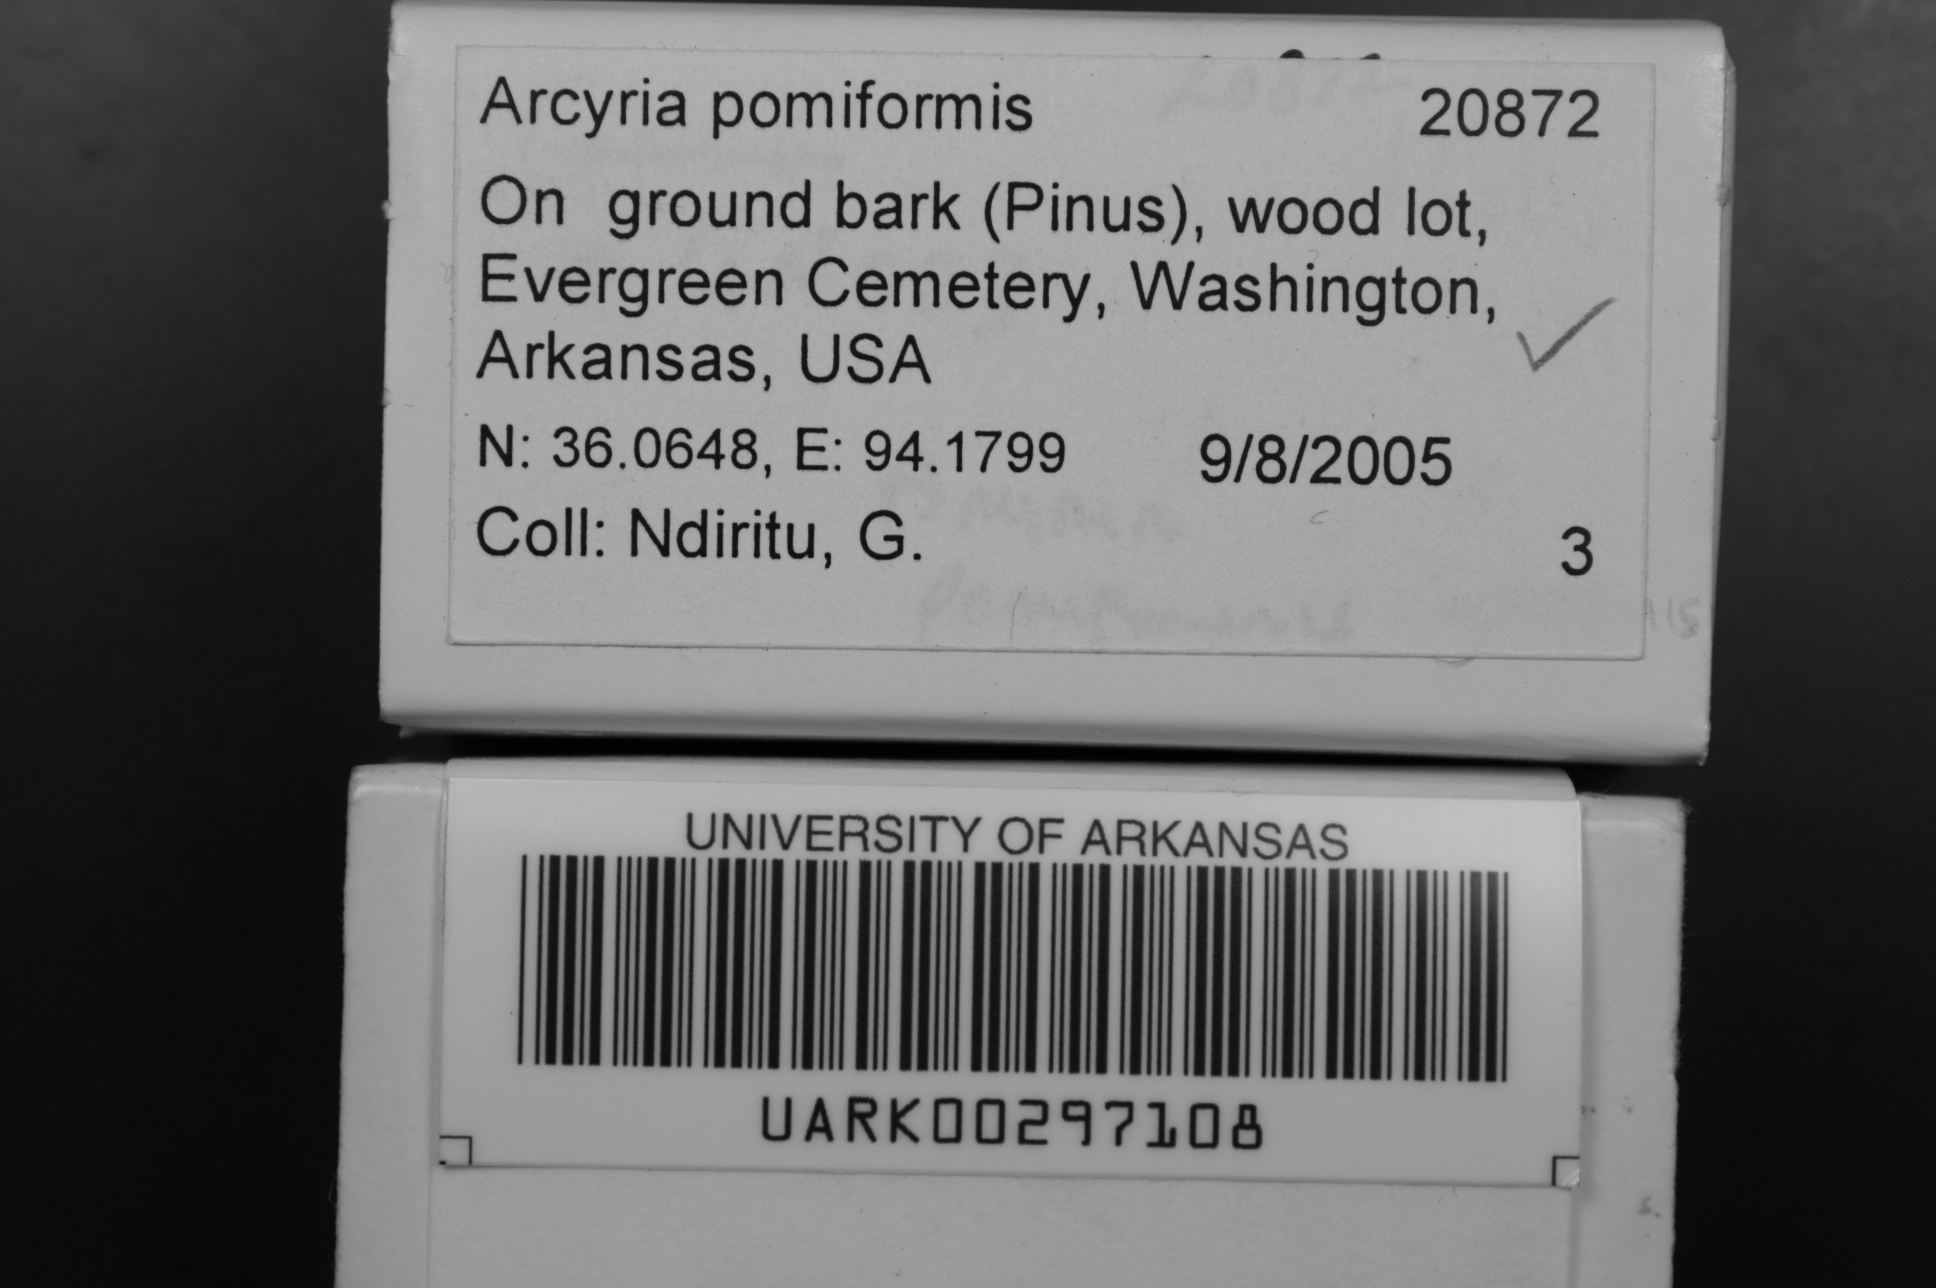 Arcyria pomiformis 20872
On ground bark (Pinus), wood lot,
Evergreen Cemetery, Washington,
Arkansas, USA
N: 36.0648, E: 94.1799 9/8/2005
Coll: Ndiritu, G.
3
UNIVERSITY OF ARKANSAS
UARK00297108